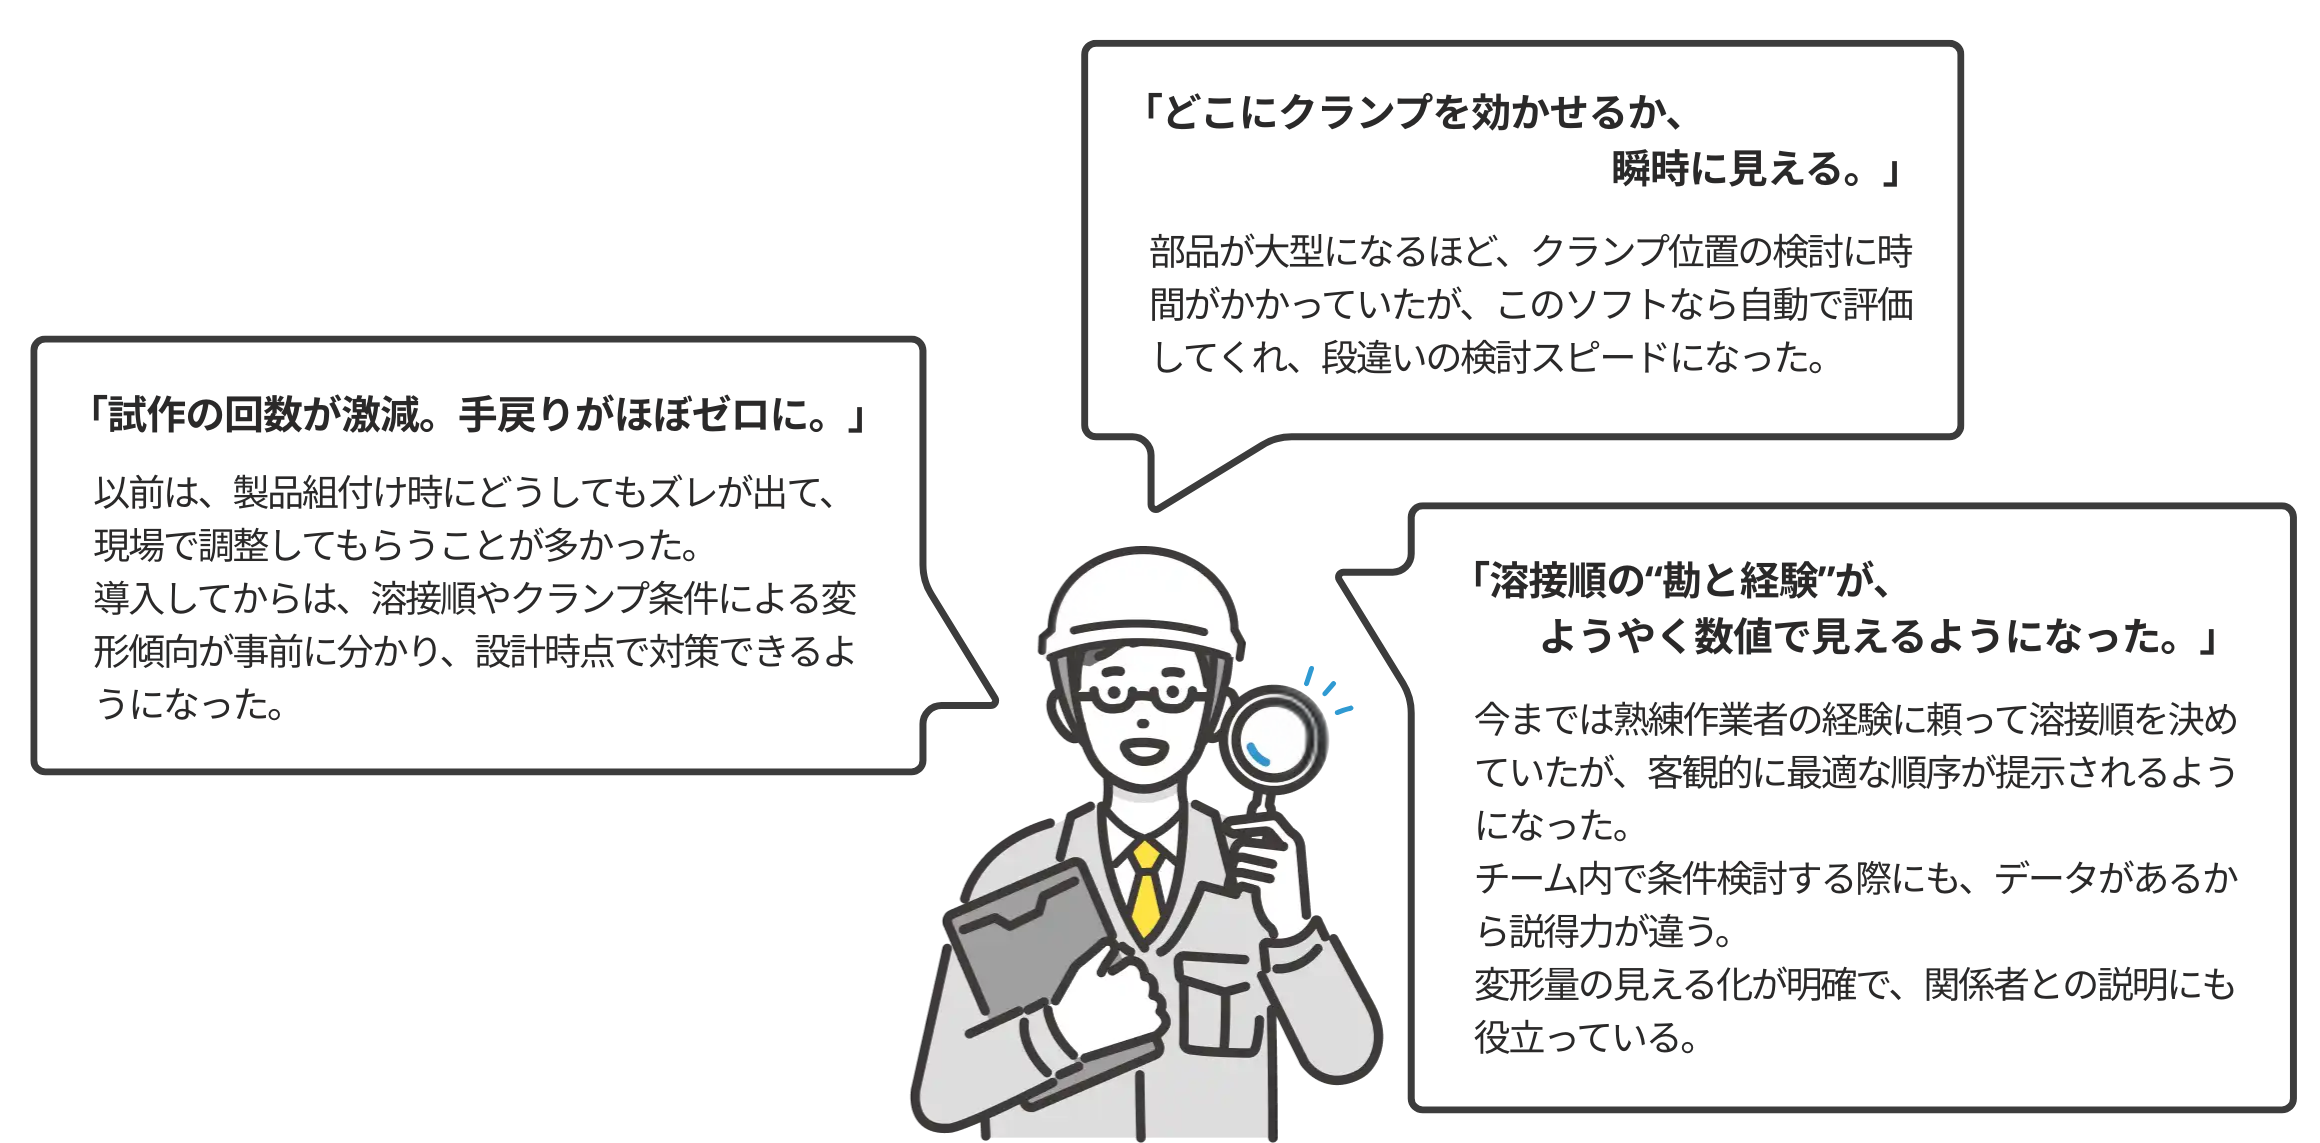 「どこにクランプを効かせるか、
瞬時に見える。」
部品が大型になるほど、クランプ位置の検討に時
間がかかっていたが、このソフトなら自動で評価
してくれ、段違いの検討スピードになった。
「試作の回数が激減。手戻りがほぼゼロに。」
以前は、製品組付け時にどうしてもズレが出て、
現場で調整してもらうことが多かった。
導入してからは、溶接順やクランプ条件による変
形傾向が事前に分かり、設計時点で対策できるよ
うになった。
「溶接順の“勘と経験”が、
ようやく数値で見えるようになった。」
今までは熟練作業者の経験に頼って溶接順を決め
ていたが、客観的に最適な順序が提示されるよう
になった。
チーム内で条件検討する際にも、データがあるか
ら説得力が違う。
変形量の見える化が明確で、関係者との説明にも
役立っている。